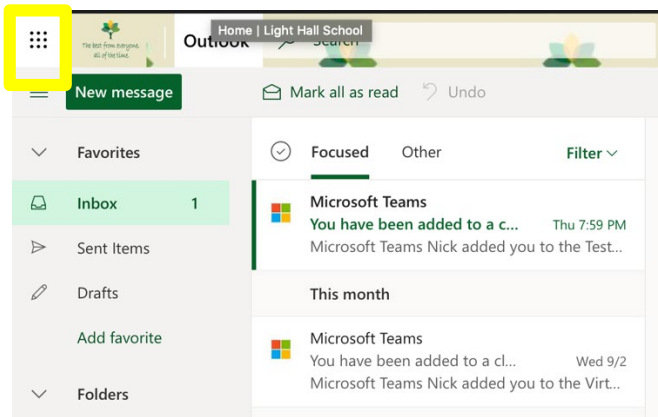 The best from everyone,
all of the time.
Outlook
Home | Light Hall School
Search
New message
Mark all as read
Undo
Favorites
Inbox 1
Sent Items
Drafts
Add favorite
Folders
Focused Other Filter
Microsoft Teams
You have been added to a c... Thu 7:59 PM
Microsoft Teams Nick added you to the Test...
This month
Microsoft Teams
You have been added to a cl... Wed 9/2
Microsoft Teams Nick added you to the Virt...